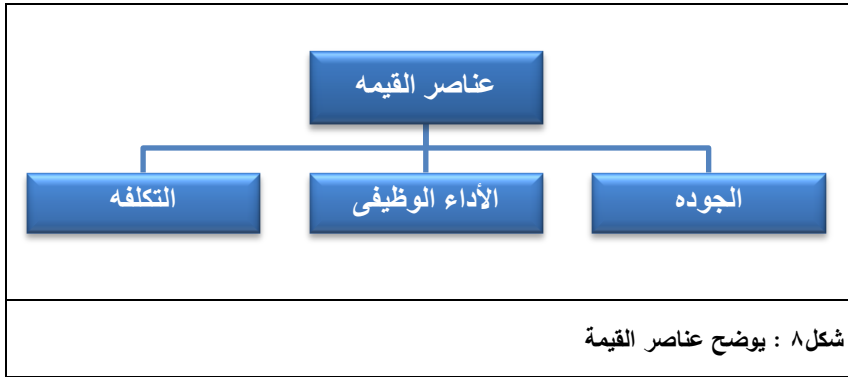 عناصر القيمه
الجوده
الأداء الوظيفى
التكلفه
شكل٨ : يوضح عناصر القيمة